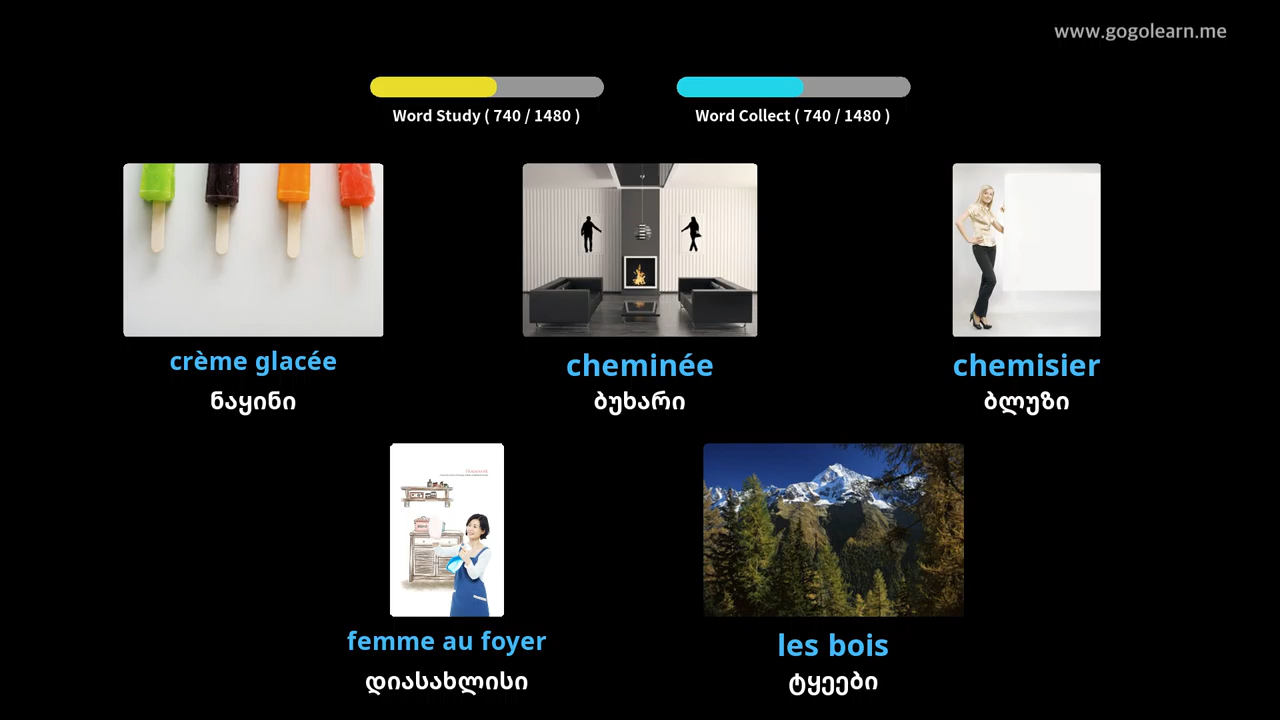 www.gogolearn.me
Word Study ( 740 / 1480 )
Word Collect ( 740 / 1480 )
crème glacée
ნაყინი
cheminée
ბუხარი
chemisier
ბლუზი
femme au foyer
დიასახლისი
les bois
ტყეები